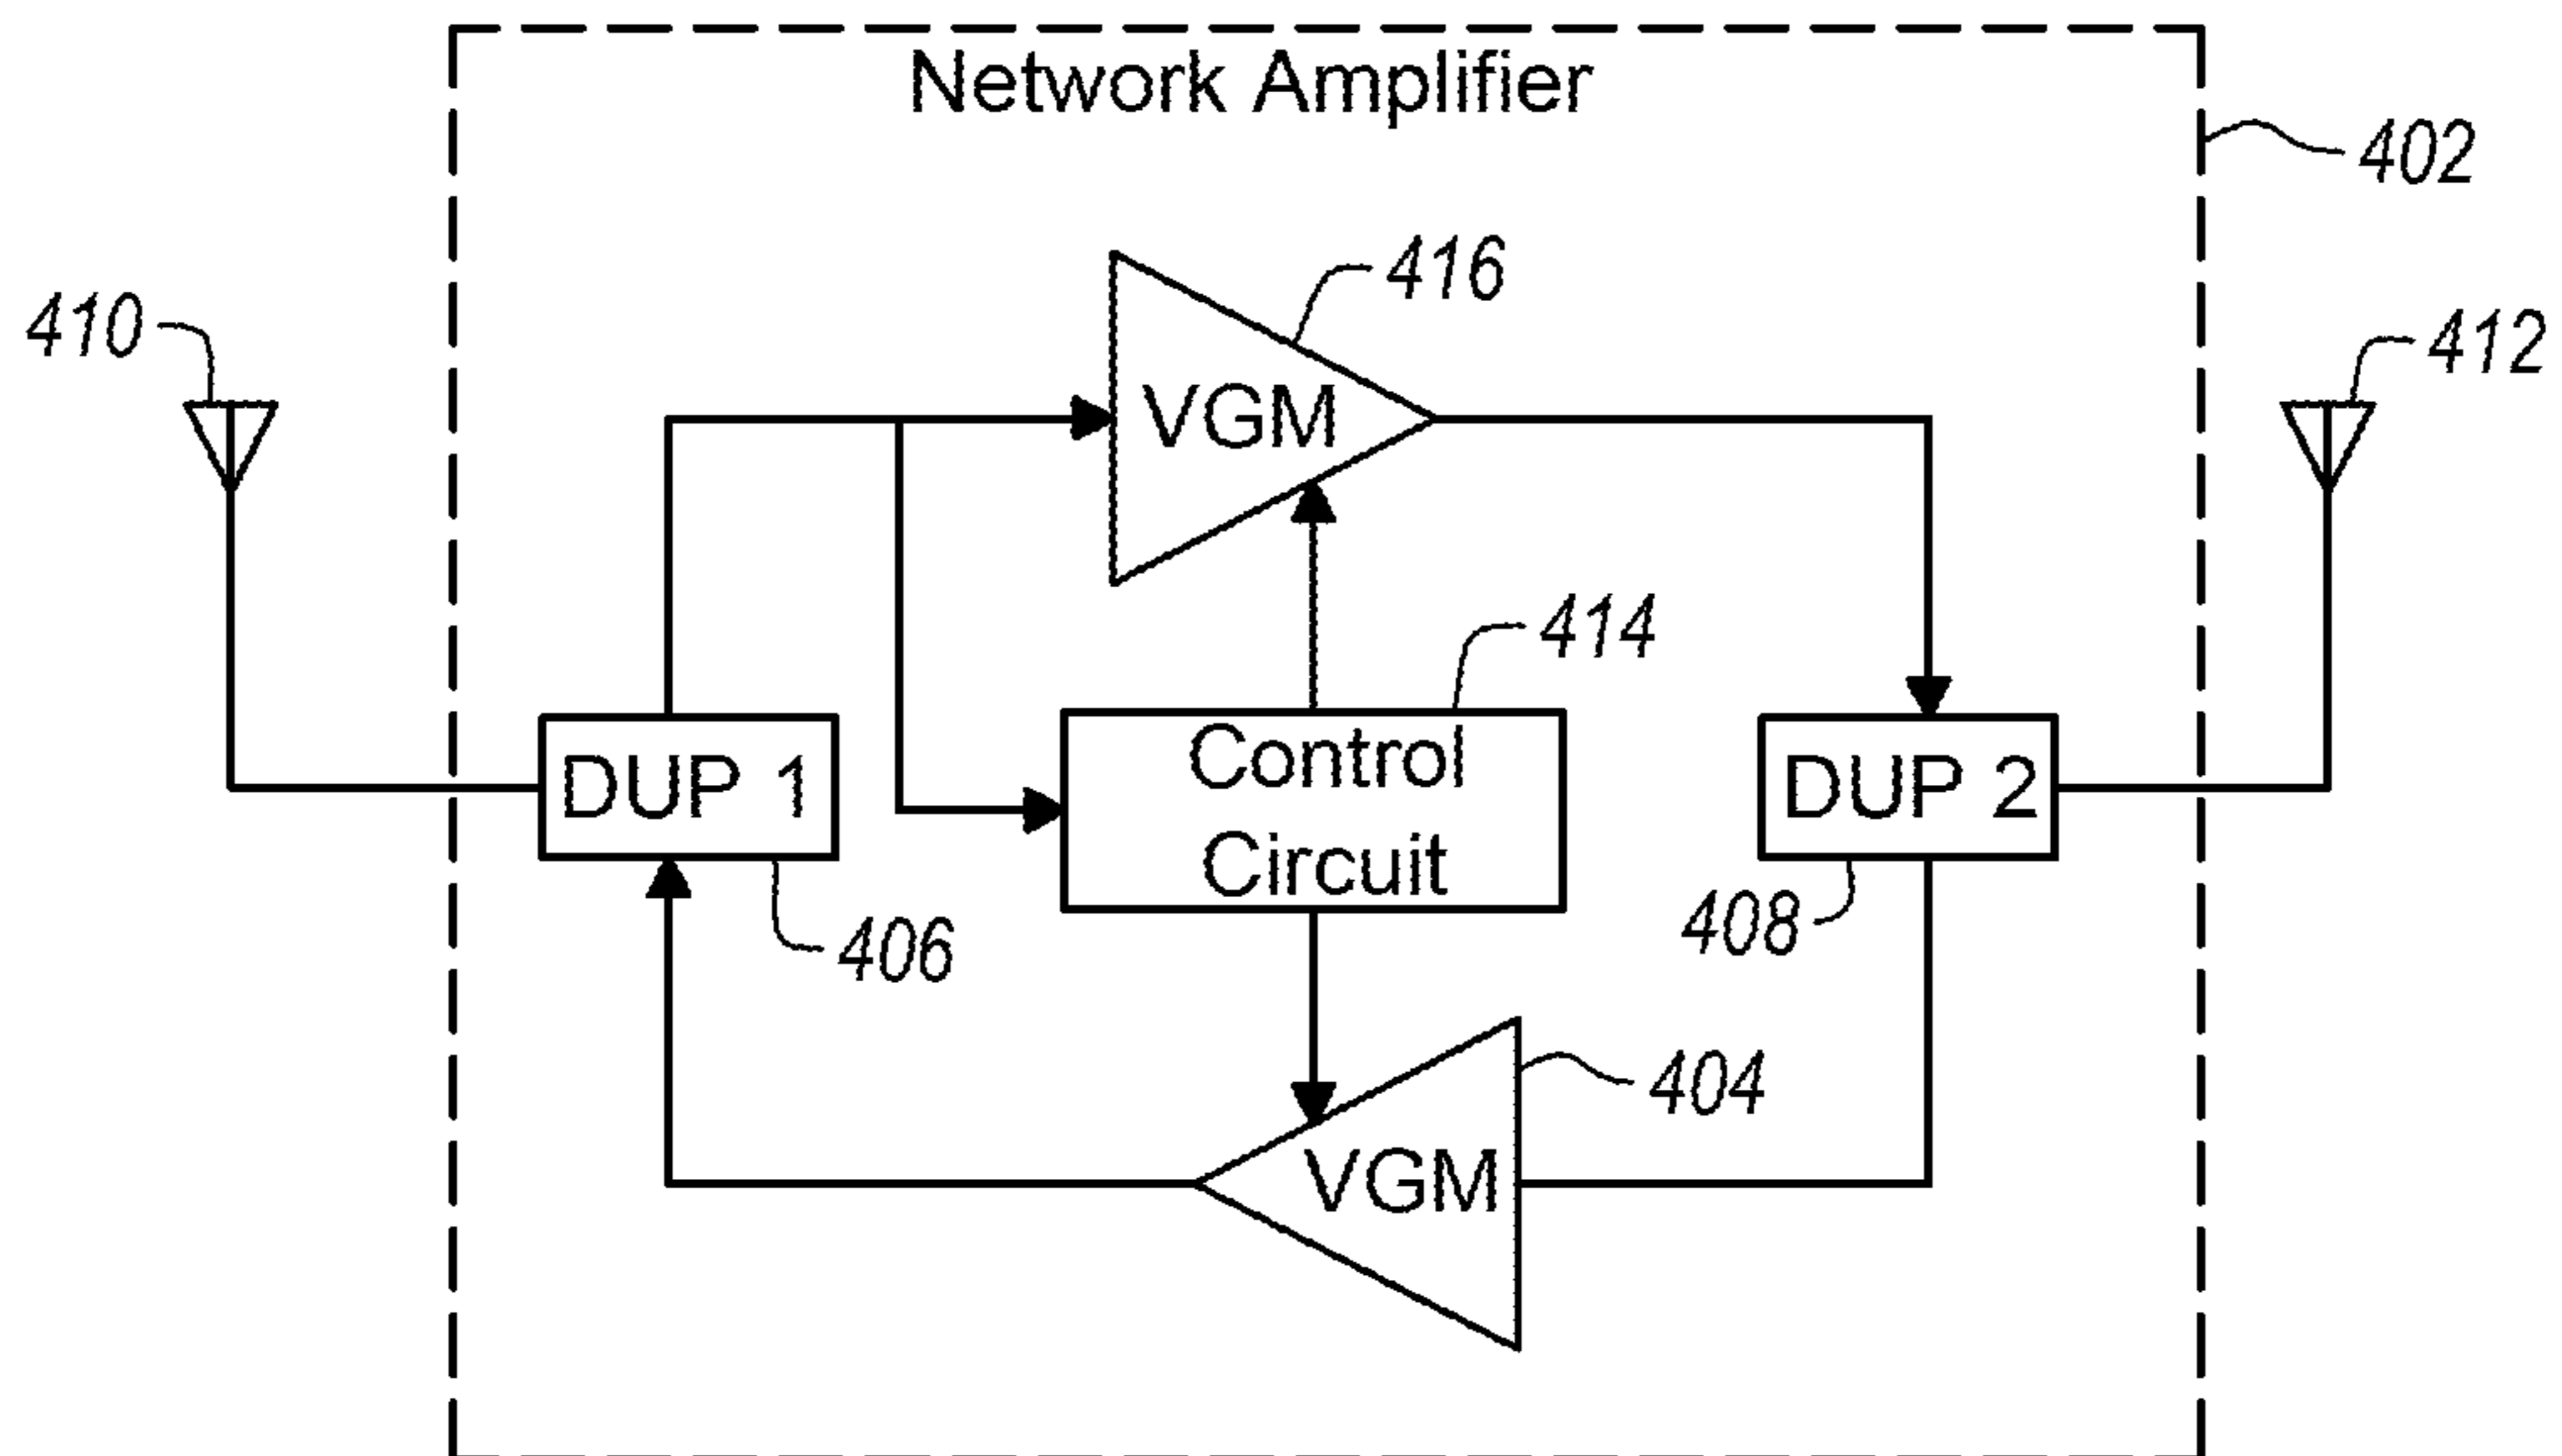 Network Amplifier
402
416
410
412
VGM
414
Control
Circuit
DUP 1
DUP 2
406
408
404
VGM